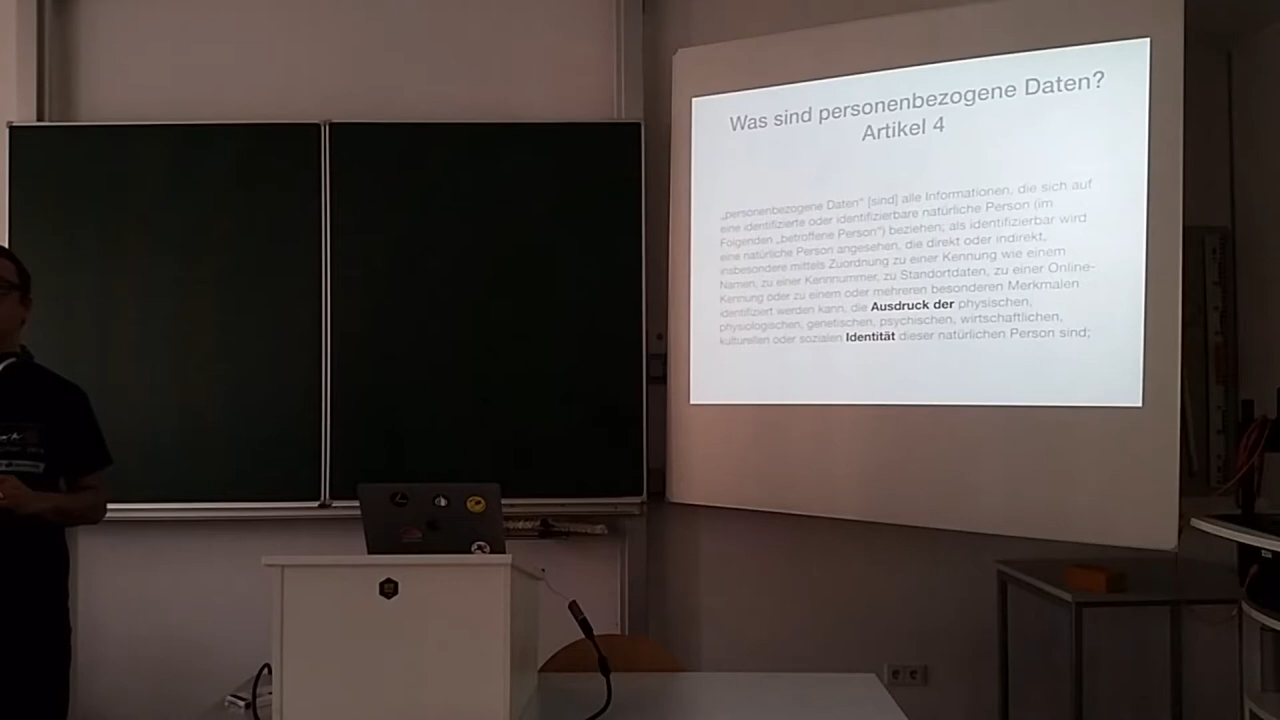 Was sind personenbezogene Daten?
Artikel 4
„personenbezogene Daten“ [sind] alle Informationen, die sich auf
eine identifizierte oder identifizierbare natürliche Person (im
Folgenden „betroffene Person“) beziehen; als identifizierbar wird
eine natürliche Person angesehen, die direkt oder indirekt,
insbesondere mittels Zuordnung zu einer Kennung wie einem
Namen, zu einer Kennnummer, zu Standortdaten, zu einer Online-
Kennung oder zu einem oder mehreren besonderen Merkmalen
identifiziert werden kann, die Ausdruck der physischen,
physiologischen, genetischen, psychischen, wirtschaftlichen,
kulturellen oder sozialen Identität dieser natürlichen Person sind;